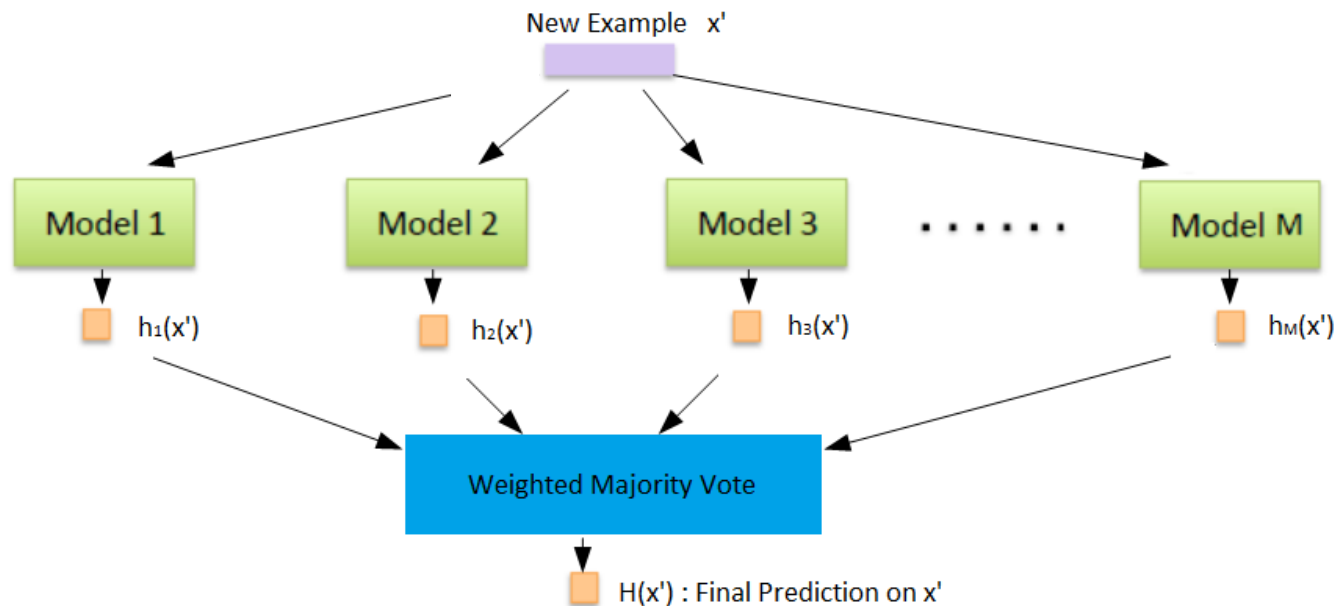 New Example x'
Model 1
Model 2
Model 3
......
Model M
h₁(x')
h₂(x')
h₃(x')
hM(x')
Weighted Majority Vote
H(x') : Final Prediction on x'